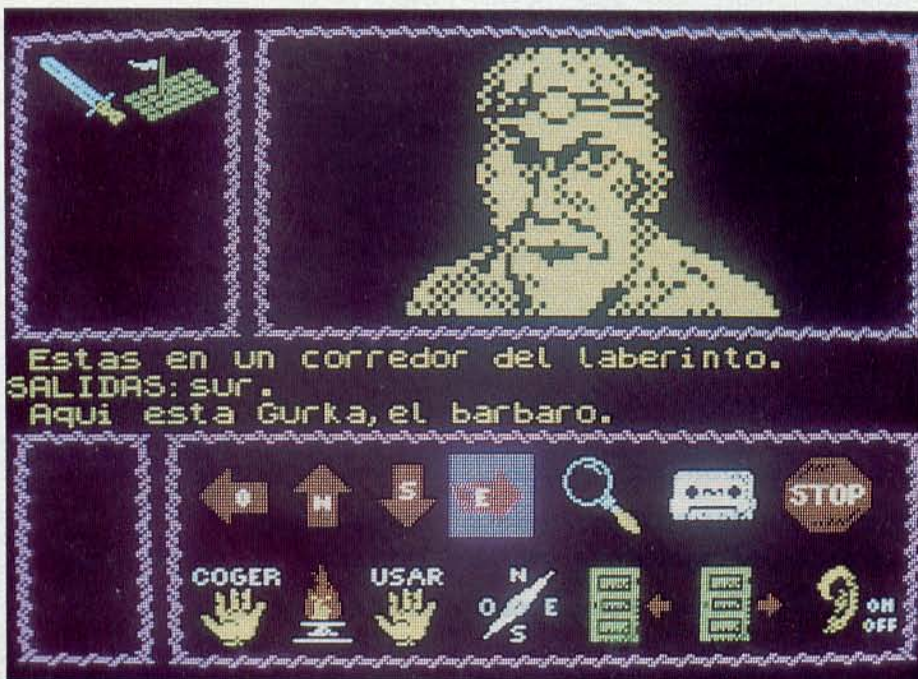 Estas en un corredor del laberinto.
SALIDAS: sur.
Aqui esta Gurka, el barbaro.
O N S E STOP
COGER USAR N ON
O E OFF
S